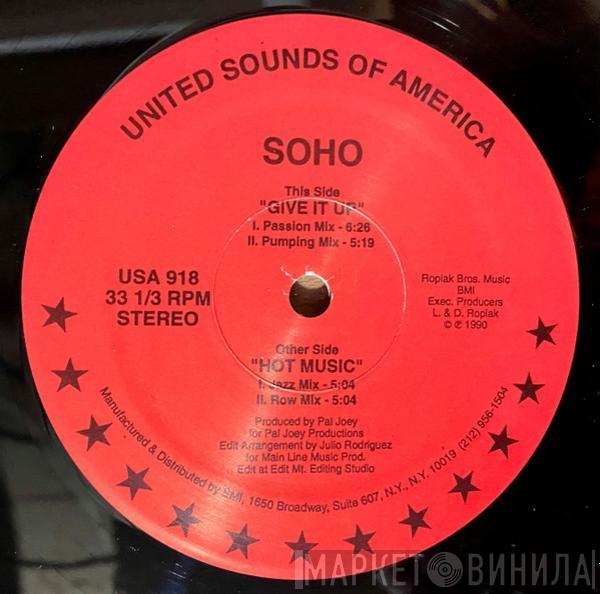 UNITED SOUNDS OF AMERICA
SOHO
This Side
"GIVE IT UP"
I. Passion Mix - 6:26
II. Pumping Mix - 5:19
USA 918
33 1/3 RPM
STEREO
Ropiak Bros. Music
BMI
Exec. Producers
L. & D. Ropiak
© ℗ 1990
Other Side
"HOT MUSIC"
I. Jazz Mix - 5:04
II. Row Mix - 5:04
Produced by Pal Joey
for Pal Joey Productions
Edit Arrangement by Julio Rodriguez
for Main Line Music Prod.
Edit at Edit Mt. Editing Studio
Manufactured & Distributed by BMI, 1650 Broadway, Suite 607, N.Y., N.Y. 10019 (212) 956-1504
МАРКЕТ ВИНИЛА